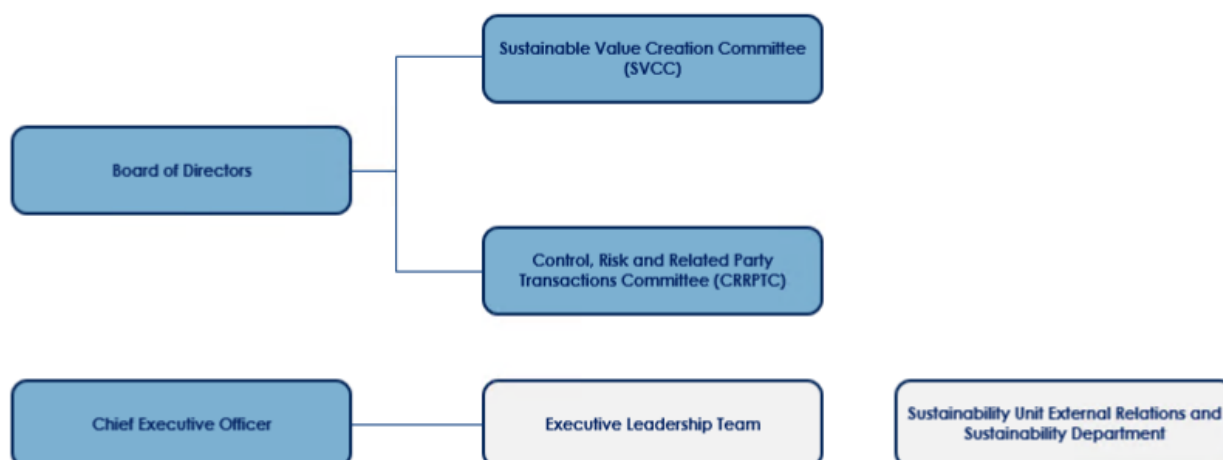 Sustainable Value Creation Committee
(SVCC)
Board of Directors
Control, Risk and Related Party
Transactions Committee (CRRPTC)
Chief Executive Officer
Executive Leadership Team
Sustainability Unit External Relations and
Sustainability Department